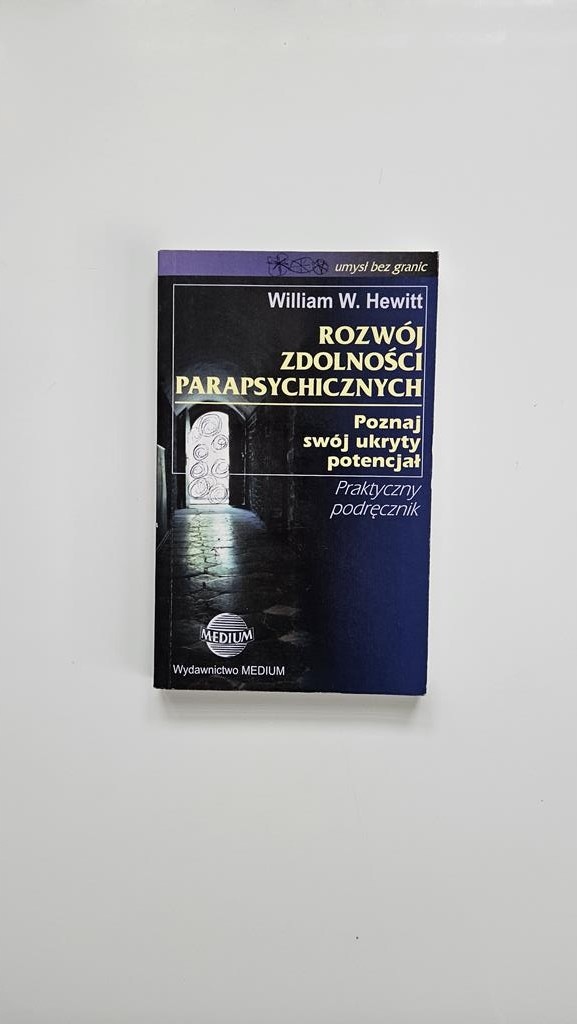 umysł bez granic
William W. Hewitt
ROZWÓJ
ZDOLNOŚCI
PARAPSYCHICZNYCH
Poznaj
swój ukryty
potencjał
Praktyczny
podręcznik
MEDIUM
Wydawnictwo MEDIUM